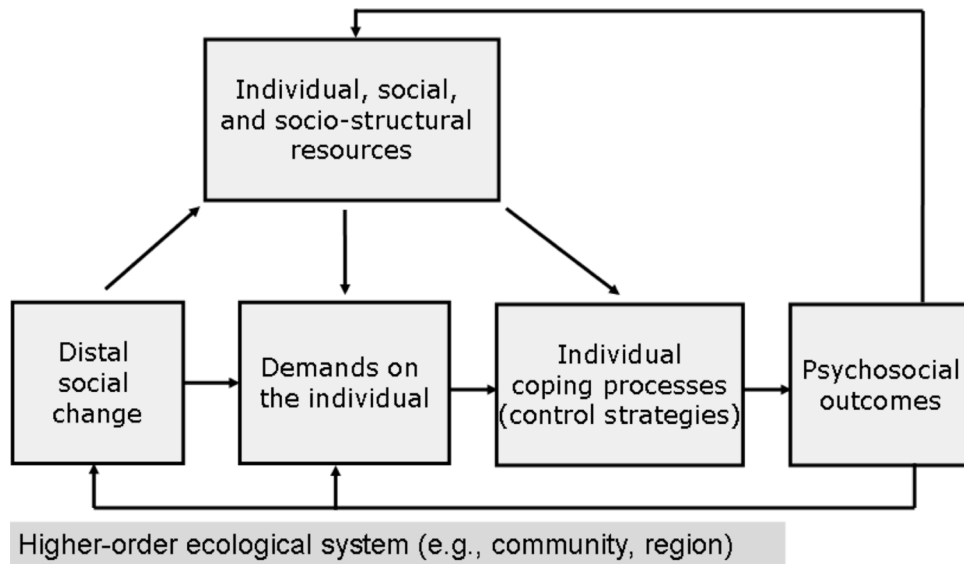 Individual, social,
and socio-structural
resources
Distal
social
change
Demands on
the individual
Individual
coping processes
(control strategies)
Psychosocial
outcomes
Higher-order ecological system (e.g., community, region)